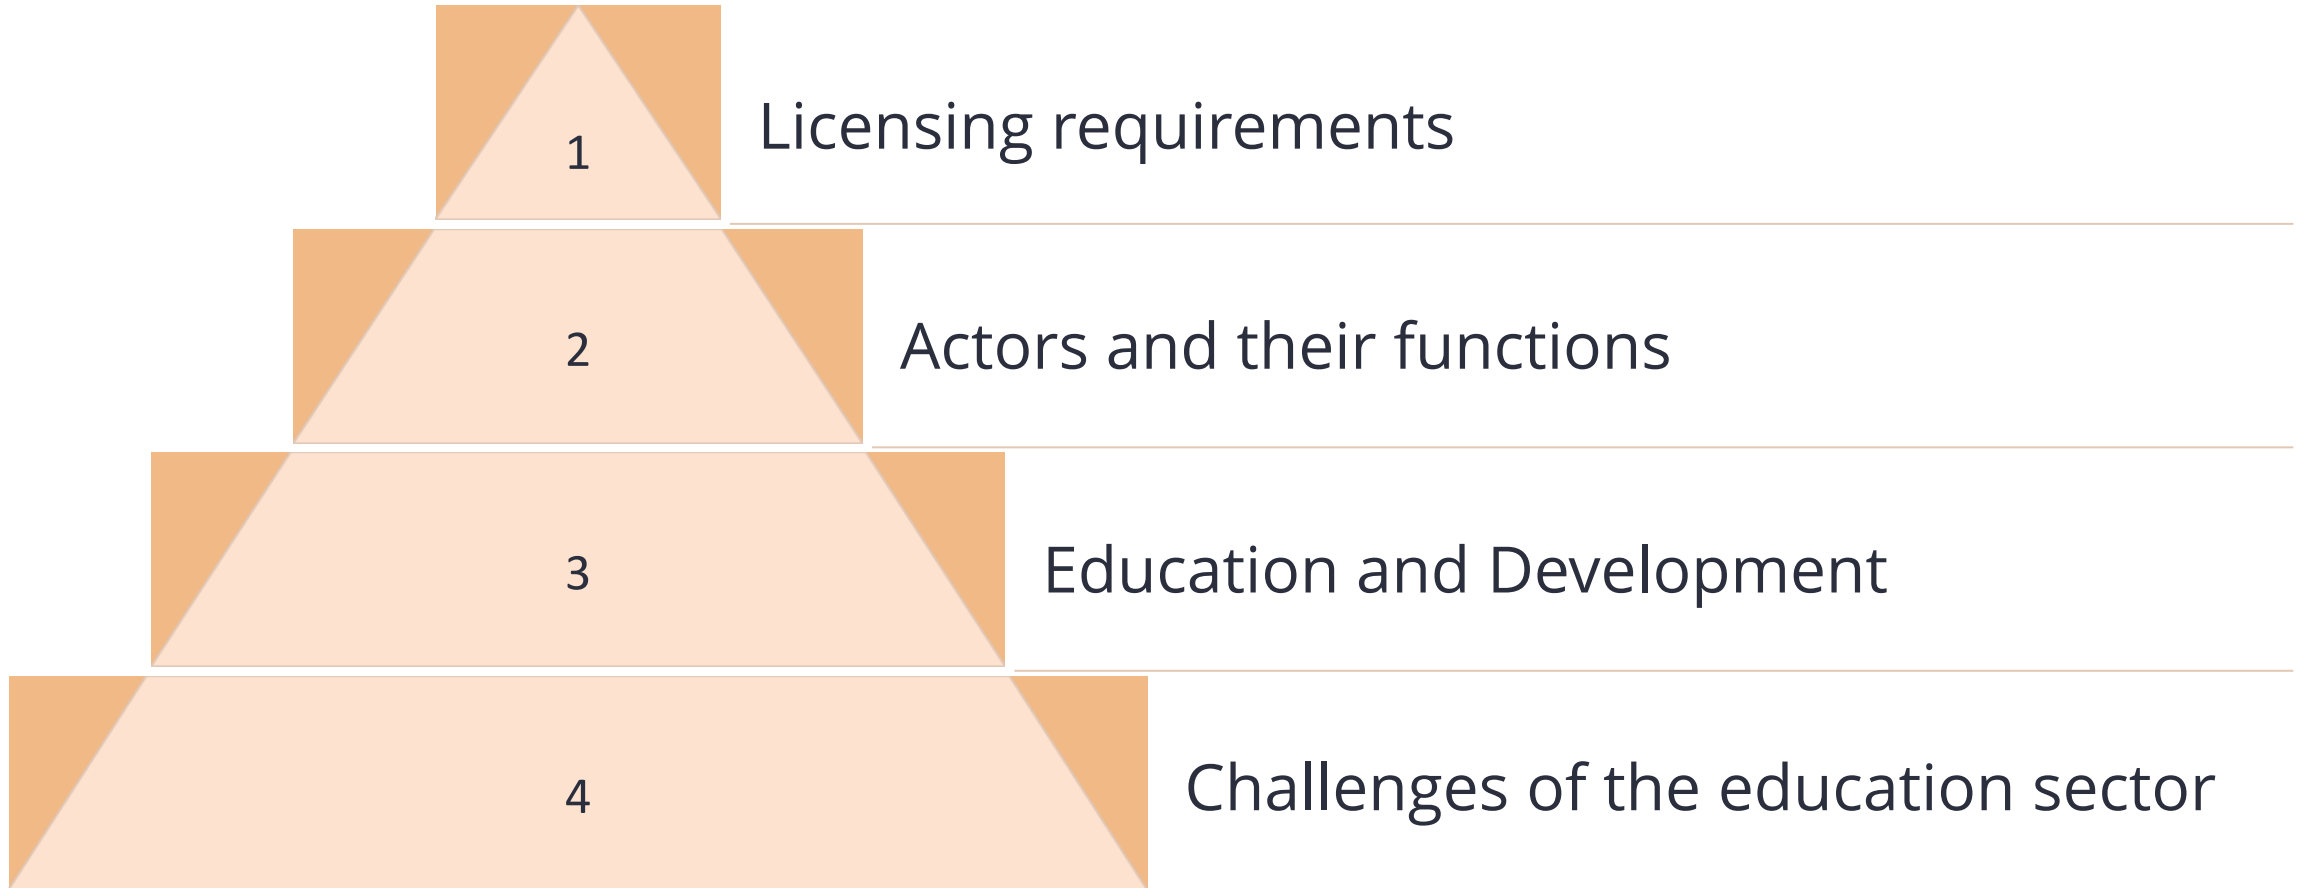 1
Licensing requirements
2
Actors and their functions
3
Education and Development
4
Challenges of the education sector